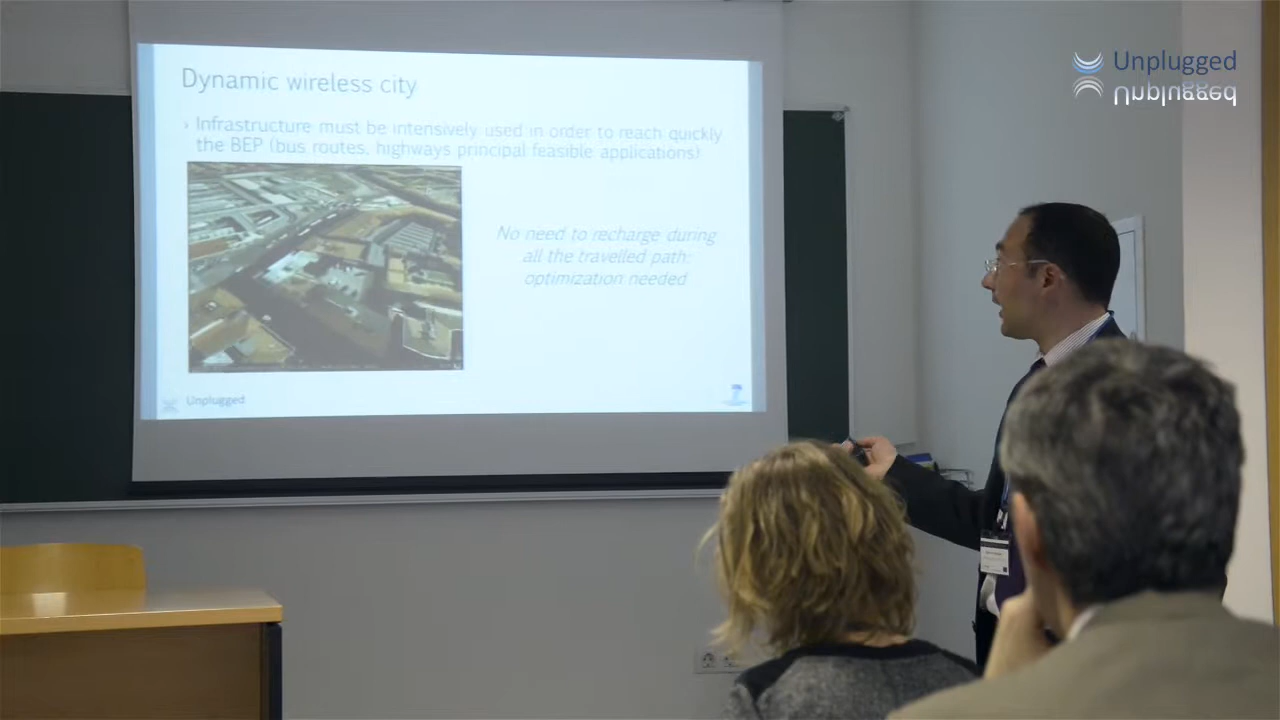 Dynamic wireless city
› Infrastructure must be intensively used in order to reach quickly
the BEP (bus routes, highways principal feasible applications)
No need to recharge during
all the travelled path:
optimization needed
Unplugged
Unplugged